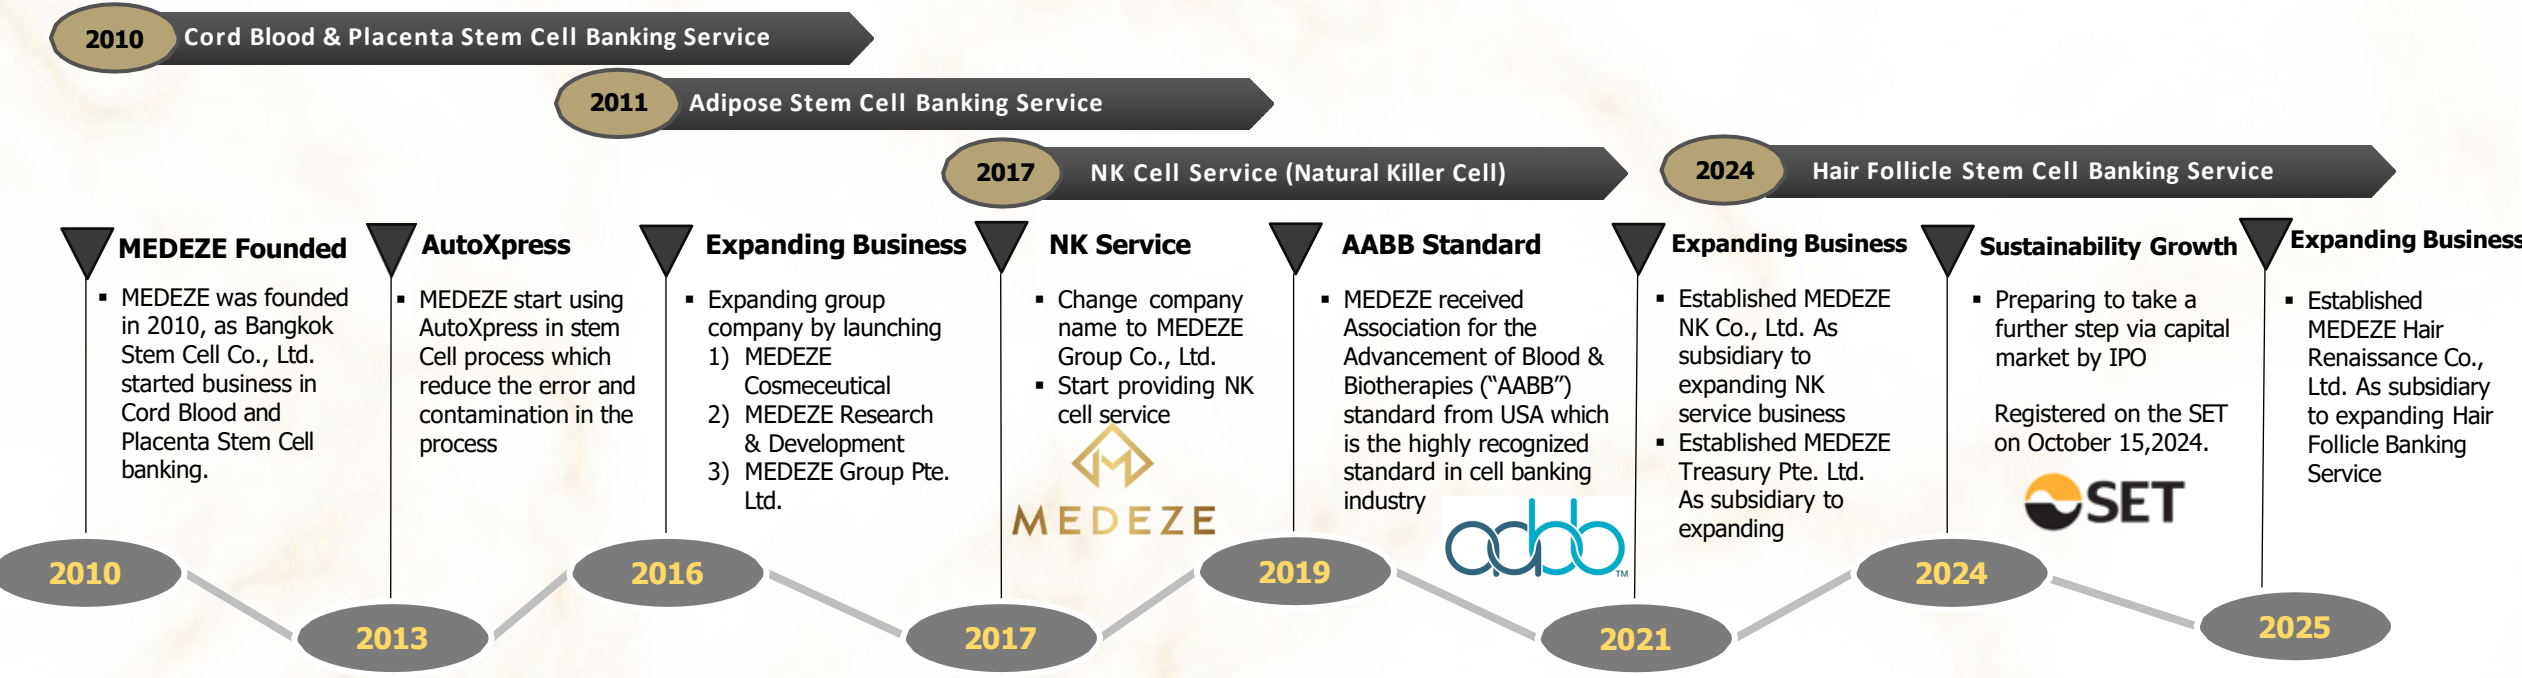 2010 Cord Blood & Placenta Stem Cell Banking Service
2011 Adipose Stem Cell Banking Service
2017 NK Cell Service (Natural Killer Cell)
2024 Hair Follicle Stem Cell Banking Service
MEDEZE Founded
▪ MEDEZE was founded
in 2010, as Bangkok
Stem Cell Co., Ltd.
started business in
Cord Blood and
Placenta Stem Cell
banking.
2010
AutoXpress
▪ MEDEZE start using
AutoXpress in stem
Cell process which
reduce the error and
contamination in the
process
2013
Expanding Business
▪ Expanding group
company by launching
1) MEDEZE
Cosmeceutical
2) MEDEZE Research
& Development
3) MEDEZE Group Pte.
Ltd.
2016
NK Service
▪ Change company
name to MEDEZE
Group Co., Ltd.
▪ Start providing NK
cell service
MEDEZE
2017
AABB Standard
▪ MEDEZE received
Association for the
Advancement of Blood &
Biotherapies (“AABB”)
standard from USA which
is the highly recognized
standard in cell banking
industry
aabb™
2019
Expanding Business
▪ Established MEDEZE
NK Co., Ltd. As
subsidiary to
expanding NK
service business
▪ Established MEDEZE
Treasury Pte. Ltd.
As subsidiary to
expanding
2021
Sustainability Growth
▪ Preparing to take a
further step via capital
market by IPO
Registered on the SET
on October 15,2024.
SET
2024
Expanding Business
▪ Established
MEDEZE Hair
Renaissance Co.,
Ltd. As subsidiary
to expanding Hair
Follicle Banking
Service
2025